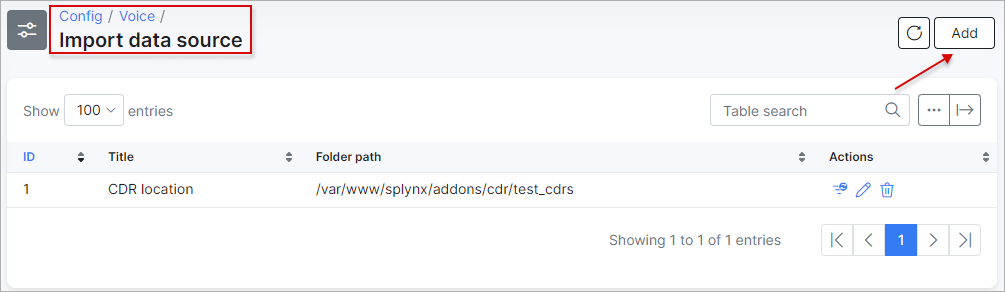 Config / Voice /
Import data source
Add
Show 100 entries
Table search
ID Title Folder path Actions
1 CDR location /var/www/splynx/addons/cdr/test_cdrs
Showing 1 to 1 of 1 entries
1